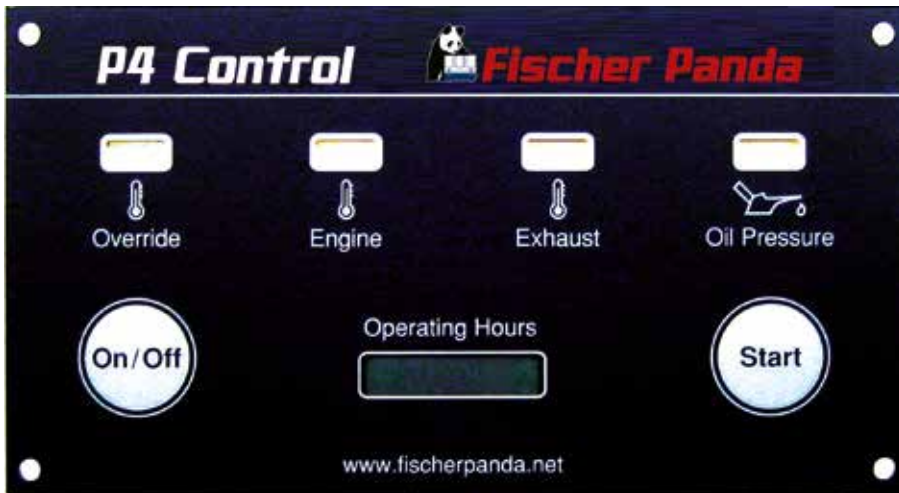 P4 Control Fischer Panda
Override Engine Exhaust Oil Pressure
Operating Hours
On/Off Start
www.fischerpanda.net